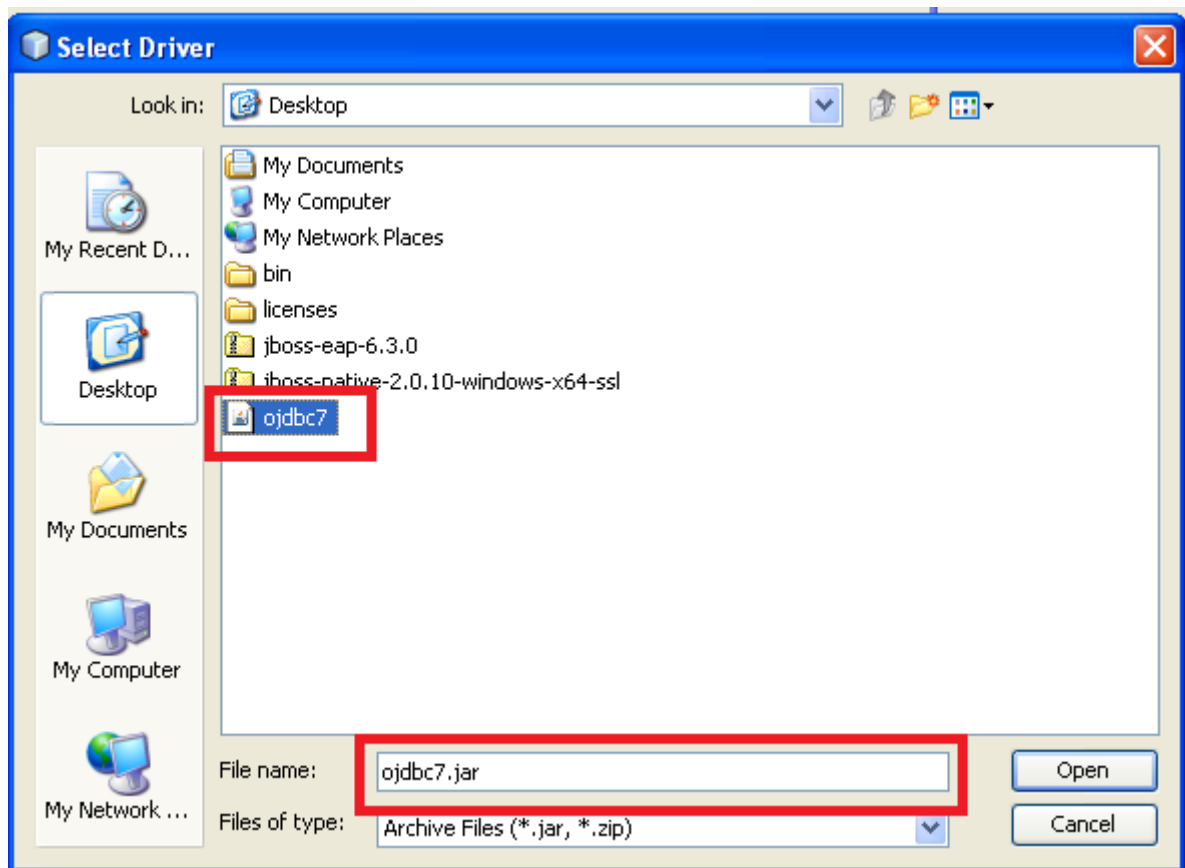 Select Driver
Look in:
Desktop
My Recent D...
Desktop
My Documents
My Computer
My Network ...
My Documents
My Computer
My Network Places
bin
licenses
jboss-eap-6.3.0
jboss-native-2.0.10-windows-x64-ssl
ojdbc7
File name:
ojdbc7.jar
Open
Files of type:
Archive Files (*.jar, *.zip)
Cancel